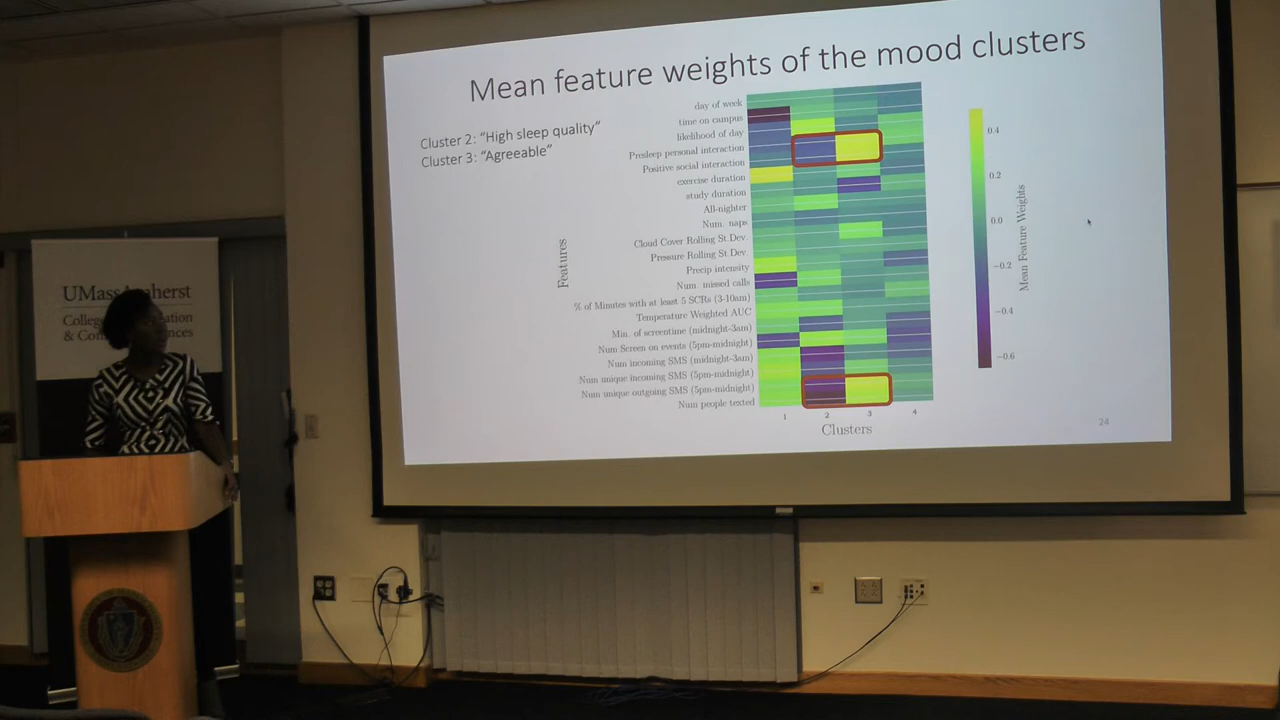 Mean feature weights of the mood clusters
Cluster 2: “High sleep quality”
Cluster 3: “Agreeable”
day of week
time on campus
likelihood of day
Presleep personal interaction
Positive social interaction
exercise duration
study duration
All-nighter
Num. naps
Cloud Cover Rolling St.Dev.
Pressure Rolling St.Dev.
Precip intensity
Num. missed calls
% of Minutes with at least 5 SCRs (3-10am)
Temperature Weighted AUC
Min. of screentime (midnight-3am)
Num Screen on events (5pm-midnight)
Num incoming SMS (midnight-3am)
Num unique incoming SMS (5pm-midnight)
Num unique outgoing SMS (5pm-midnight)
Num people texted
Features
1 2 3 4
Clusters
0.4
0.2
0.0
−0.2
−0.4
−0.6
Mean Feature Weights
24
UMassAmherst